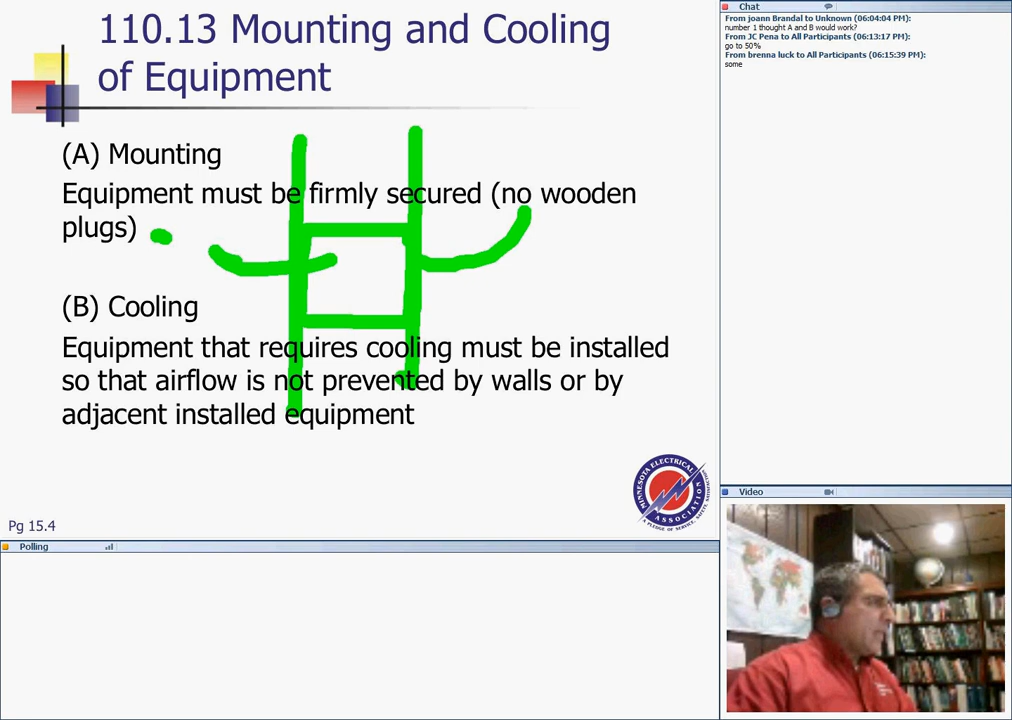 110.13 Mounting and Cooling
of Equipment
(A) Mounting
Equipment must be firmly secured (no wooden
plugs)
(B) Cooling
Equipment that requires cooling must be installed
so that airflow is not prevented by walls or by
adjacent installed equipment
MINNESOTA ELECTRICAL
ASSOCIATION
Pg 15.4
Polling
Chat
From joann Brandal to Unknown (06:04:04 PM):
number 1 thought A and B would work?
From JC Pena to All Participants (06:13:17 PM):
go to 50%
From brenna luck to All Participants (06:15:39 PM):
some
Video